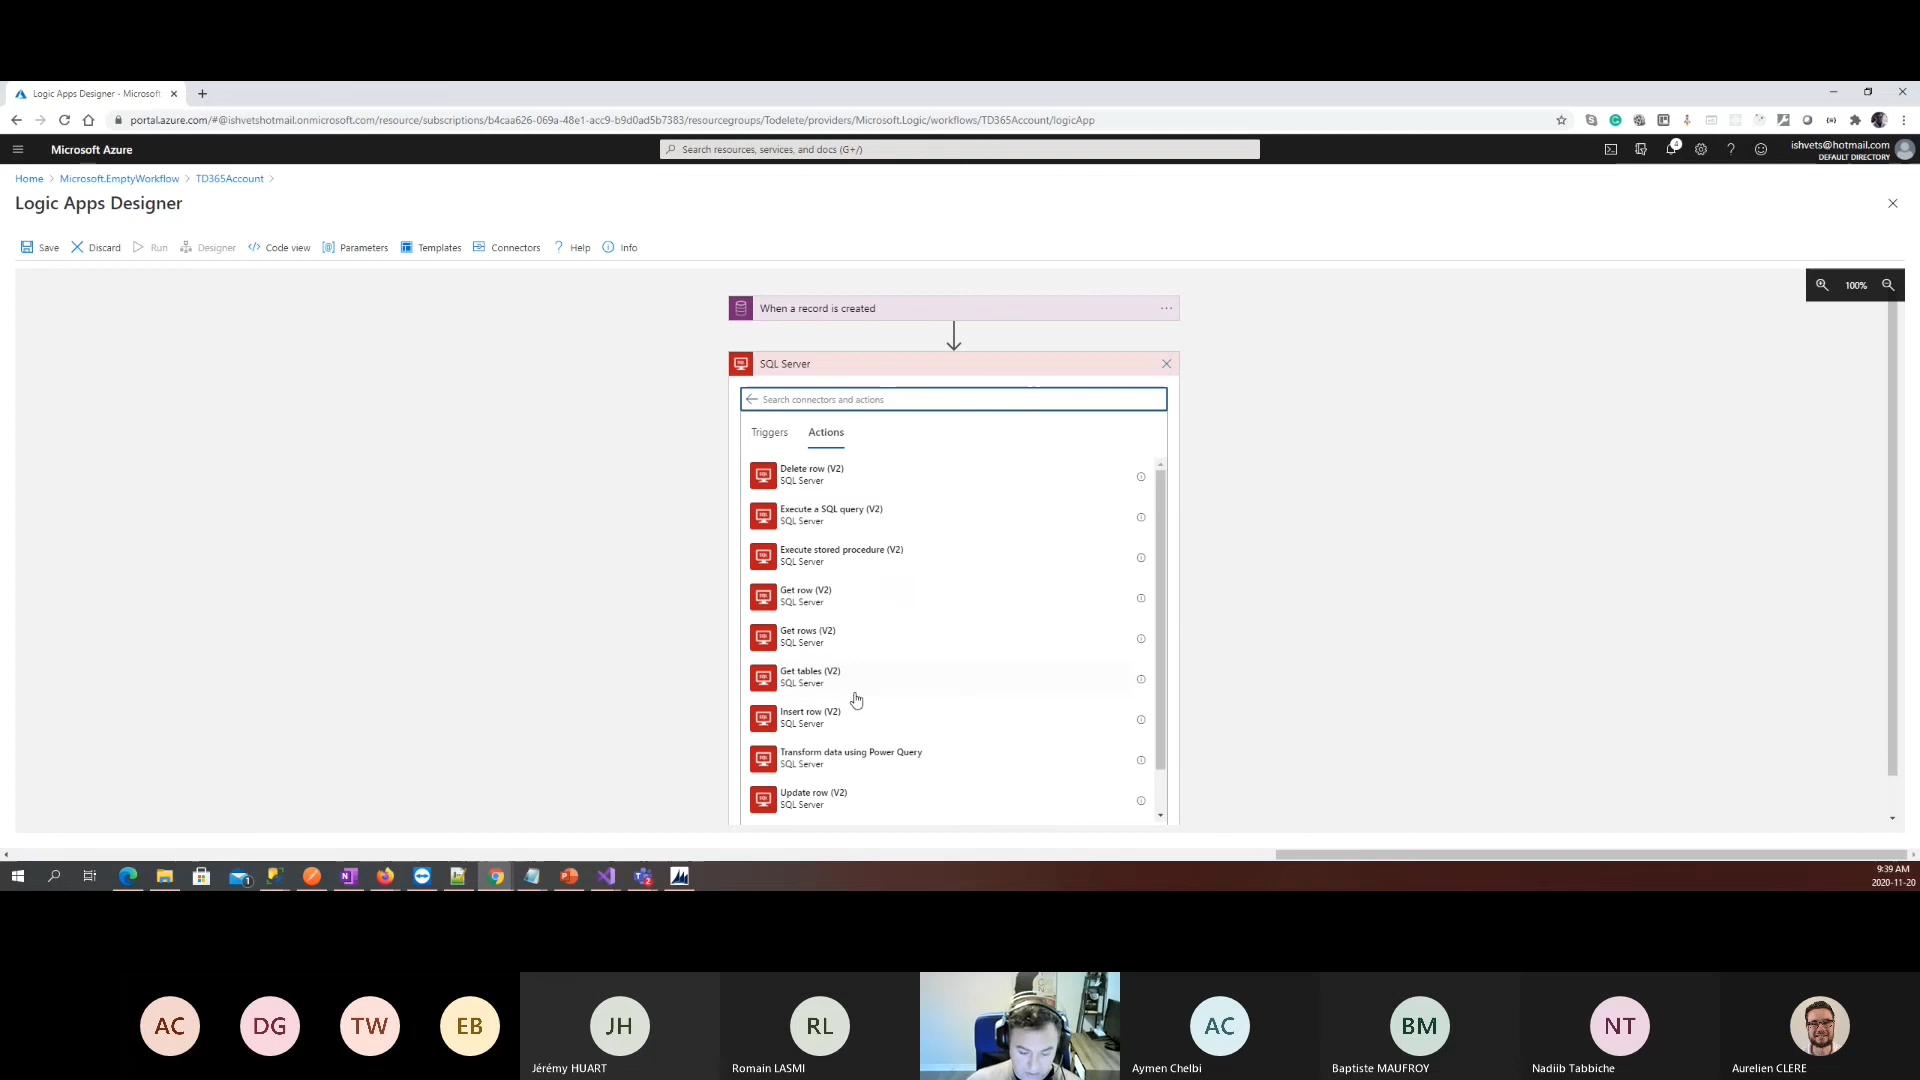 Logic Apps Designer - Microsoft
portal.azure.com/#@ishvetshotmail.onmicrosoft.com/resource/subscriptions/b4caa626-069a-48e1-acc9-b9d0ad5b7383/resourcegroups/Todelete/providers/Microsoft.Logic/workflows/TD365Account/logicApp
Microsoft Azure
Search resources, services, and docs (G+/)
4
ishvets@hotmail.com
DEFAULT DIRECTORY
Home > Microsoft.EmptyWorkflow > TD365Account >
Logic Apps Designer
Save Discard Run Designer Code view Parameters Templates Connectors Help Info
100%
When a record is created
SQL Server
Search connectors and actions
Triggers Actions
Delete row (V2)
SQL Server
Execute a SQL query (V2)
SQL Server
Execute stored procedure (V2)
SQL Server
Get row (V2)
SQL Server
Get rows (V2)
SQL Server
Get tables (V2)
SQL Server
Insert row (V2)
SQL Server
Transform data using Power Query
SQL Server
Update row (V2)
SQL Server
9:39 AM
2020-11-20
AC DG TW EB JH RL AC BM NT
Jérémy HUART Romain LASMI Aymen Chelbi Baptiste MAUFROY Nadiib Tabbiche Aurelien CLERE